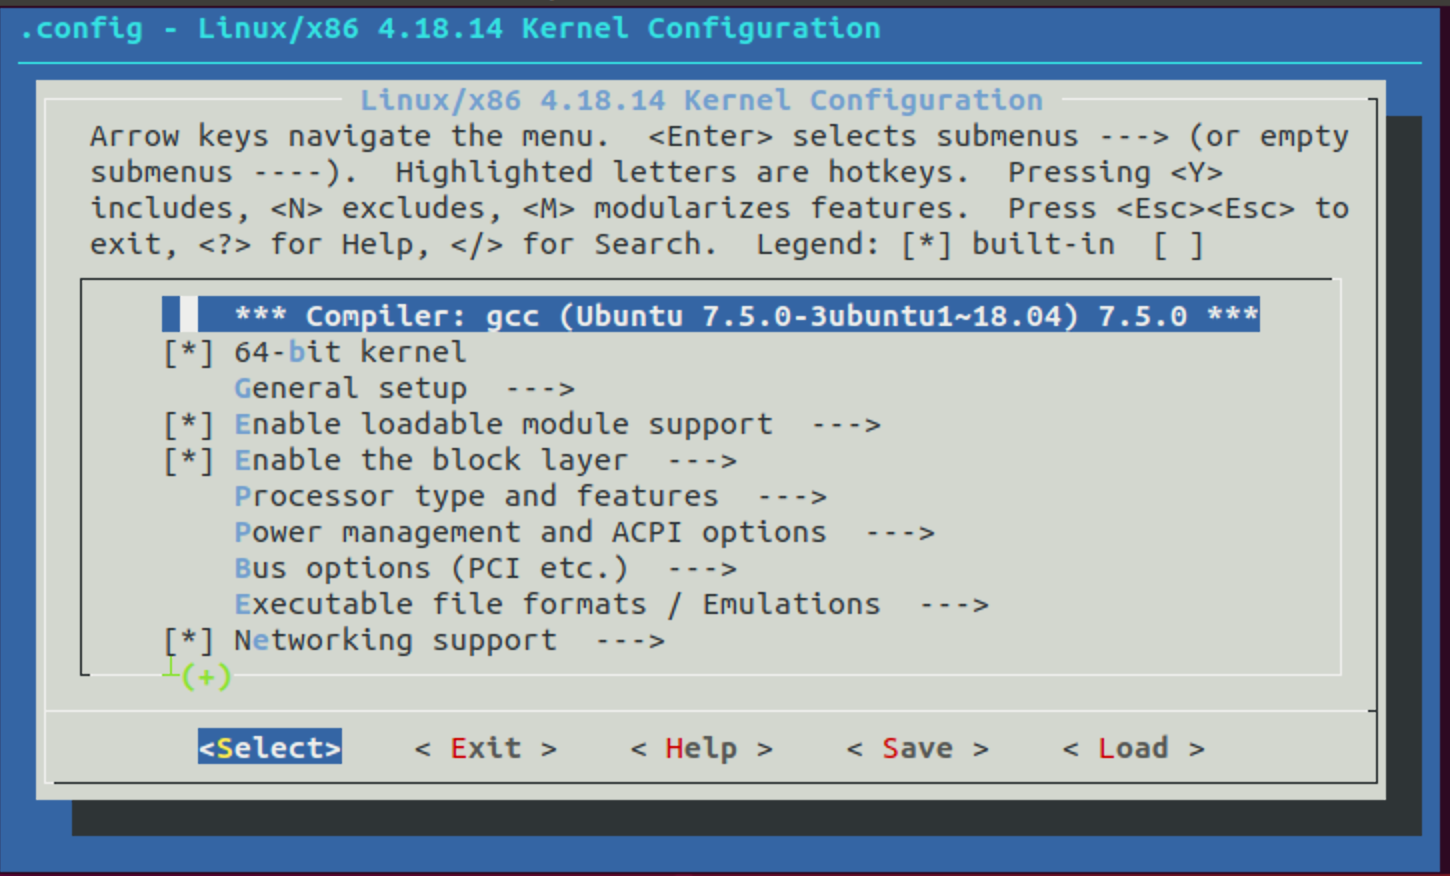 .config - Linux/x86 4.18.14 Kernel Configuration
Linux/x86 4.18.14 Kernel Configuration
Arrow keys navigate the menu.  <Enter> selects submenus ---> (or empty
submenus ----).  Highlighted letters are hotkeys.  Pressing <Y>
includes, <N> excludes, <M> modularizes features.  Press <Esc><Esc> to
exit, <?> for Help, </> for Search.  Legend: [*] built-in  [ ]
*** Compiler: gcc (Ubuntu 7.5.0-3ubuntu1~18.04) 7.5.0 ***
[*] 64-bit kernel
General setup  --->
[*] Enable loadable module support  --->
[*] Enable the block layer  --->
Processor type and features  --->
Power management and ACPI options  --->
Bus options (PCI etc.)  --->
Executable file formats / Emulations  --->
[*] Networking support  --->
┴(+)
<Select>    < Exit >    < Help >    < Save >    < Load >